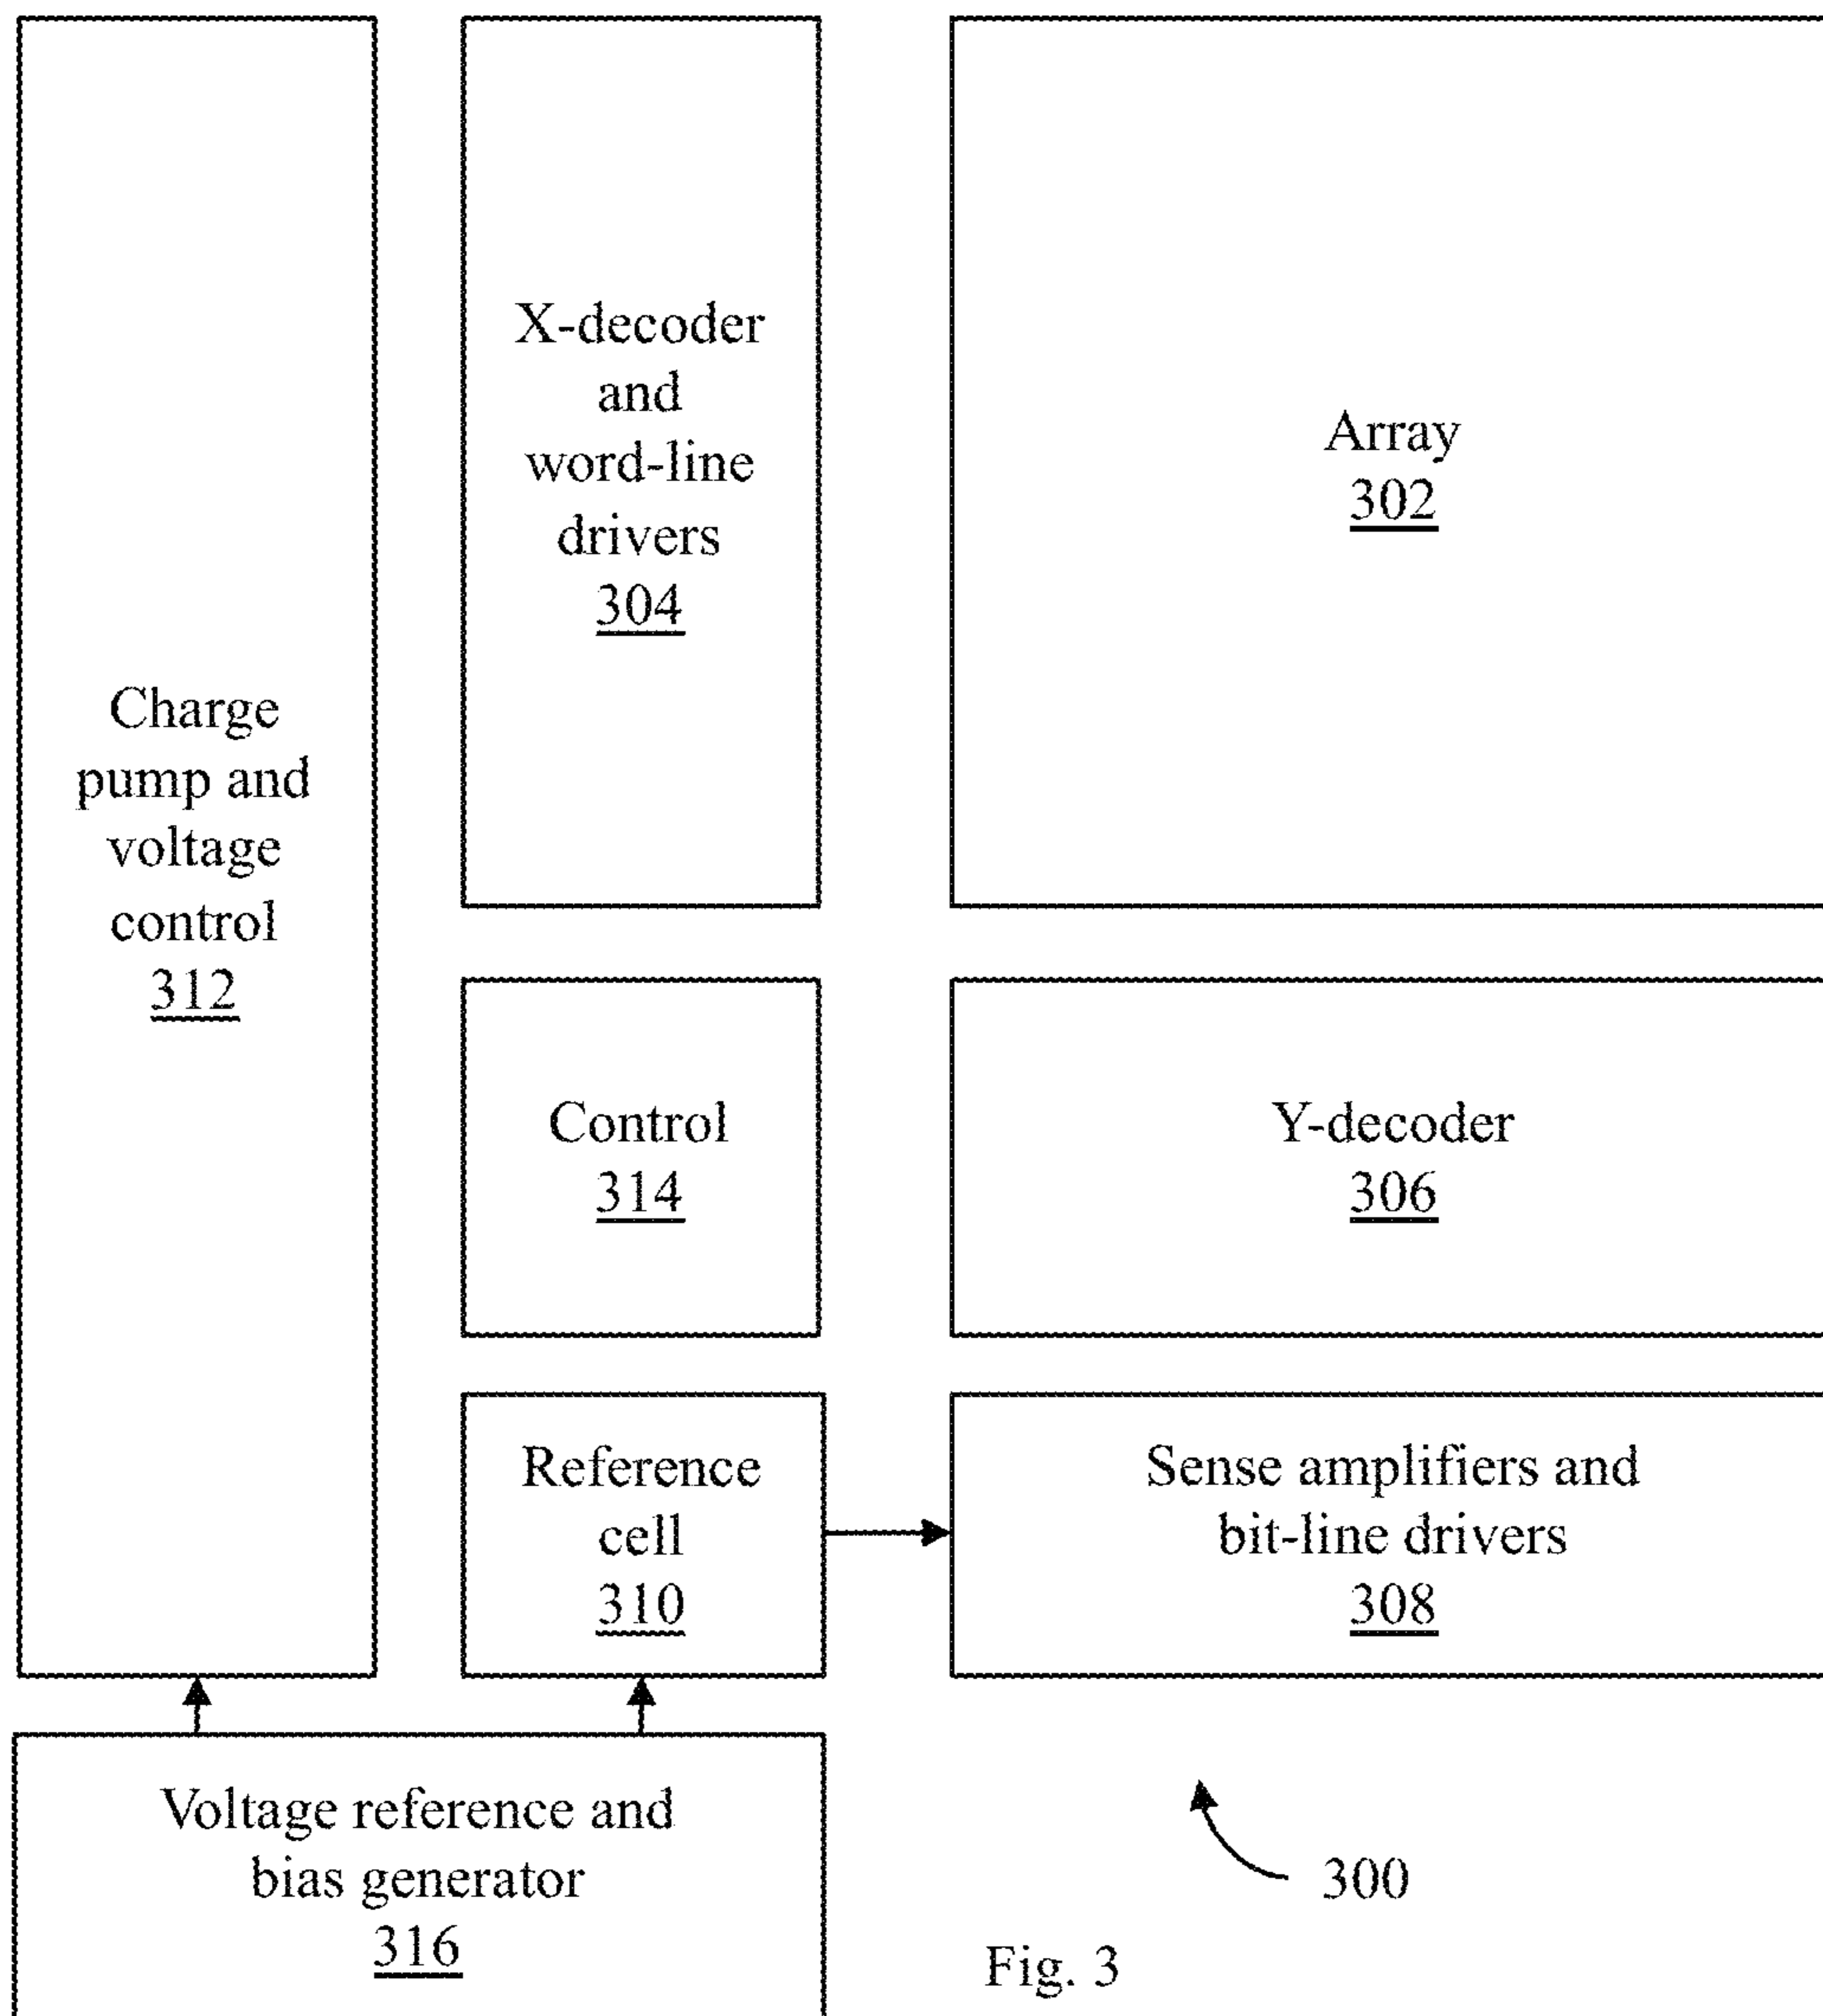 X-decoder
and
word-line
drivers
304
Array
302
Charge
pump and
voltage
control
312
Control
314
Y-decoder
306
Reference
cell
310
Sense amplifiers and
bit-line drivers
308
Voltage reference and
bias generator
316
300
Fig. 3